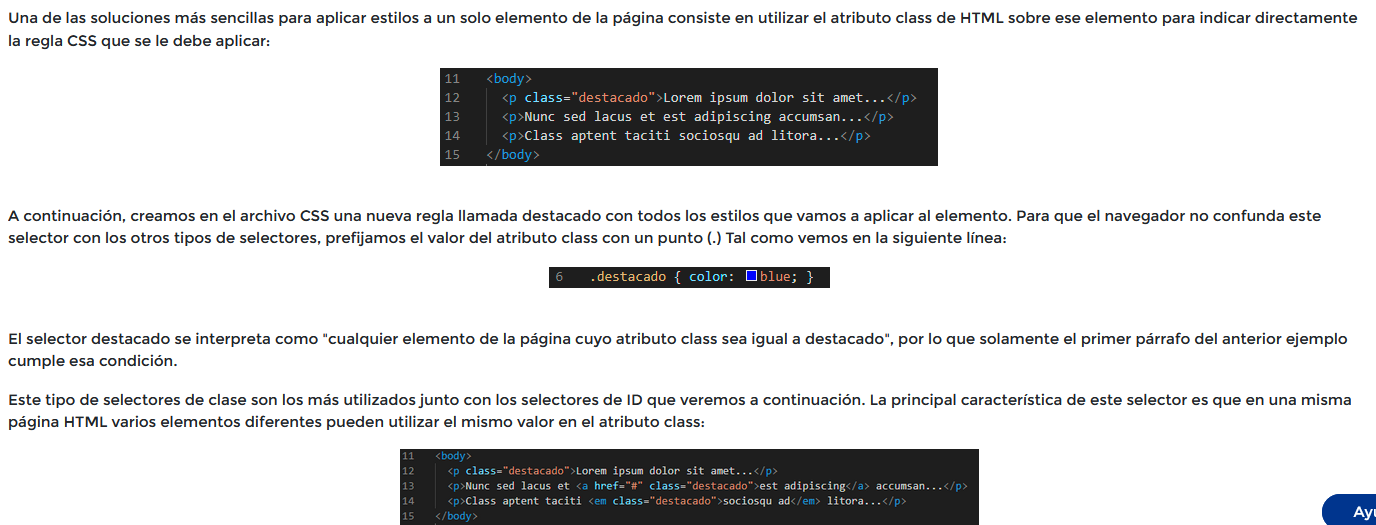 Una de las soluciones más sencillas para aplicar estilos a un solo elemento de la página consiste en utilizar el atributo class de HTML sobre ese elemento para indicar directamente
la regla CSS que se le debe aplicar:
11 <body>
12 <p class="destacado">Lorem ipsum dolor sit amet...</p>
13 <p>Nunc sed lacus et est adipiscing accumsan...</p>
14 <p>Class aptent taciti sociosqu ad litora...</p>
15 </body>
A continuación, creamos en el archivo CSS una nueva regla llamada destacado con todos los estilos que vamos a aplicar al elemento. Para que el navegador no confunda este
selector con los otros tipos de selectores, prefijamos el valor del atributo class con un punto (.) Tal como vemos en la siguiente línea:
6 .destacado { color: blue; }
El selector destacado se interpreta como "cualquier elemento de la página cuyo atributo class sea igual a destacado", por lo que solamente el primer párrafo del anterior ejemplo
cumple esa condición.
Este tipo de selectores de clase son los más utilizados junto con los selectores de ID que veremos a continuación. La principal característica de este selector es que en una misma
página HTML varios elementos diferentes pueden utilizar el mismo valor en el atributo class:
11 <body>
12 <p class="destacado">Lorem ipsum dolor sit amet...</p>
13 <p>Nunc sed lacus et <a href="#" class="destacado">est adipiscing</a> accumsan...</p>
14 <p>Class aptent taciti <em class="destacado">sociosqu ad</em> litora...</p>
15 </body>